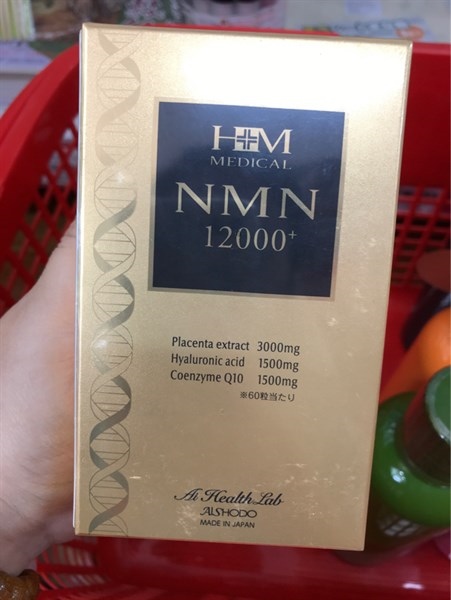 H M
MEDICAL
NMN
12000+
Placenta extract 3000mg
Hyaluronic acid 1500mg
Coenzyme Q10 1500mg
※60粒当たり
Ai Health Lab
AISHODO
MADE IN JAPAN